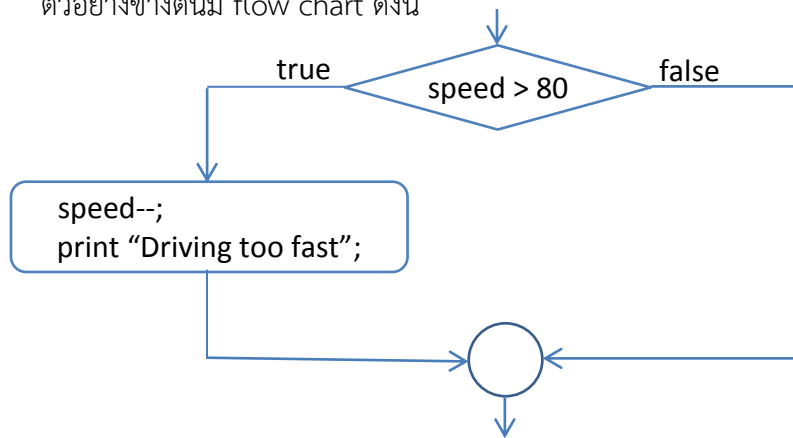 ตัวอย่างข้างต้นมี flow chart ดังนี้
true
speed > 80
false
speed--;
print “Driving too fast”;